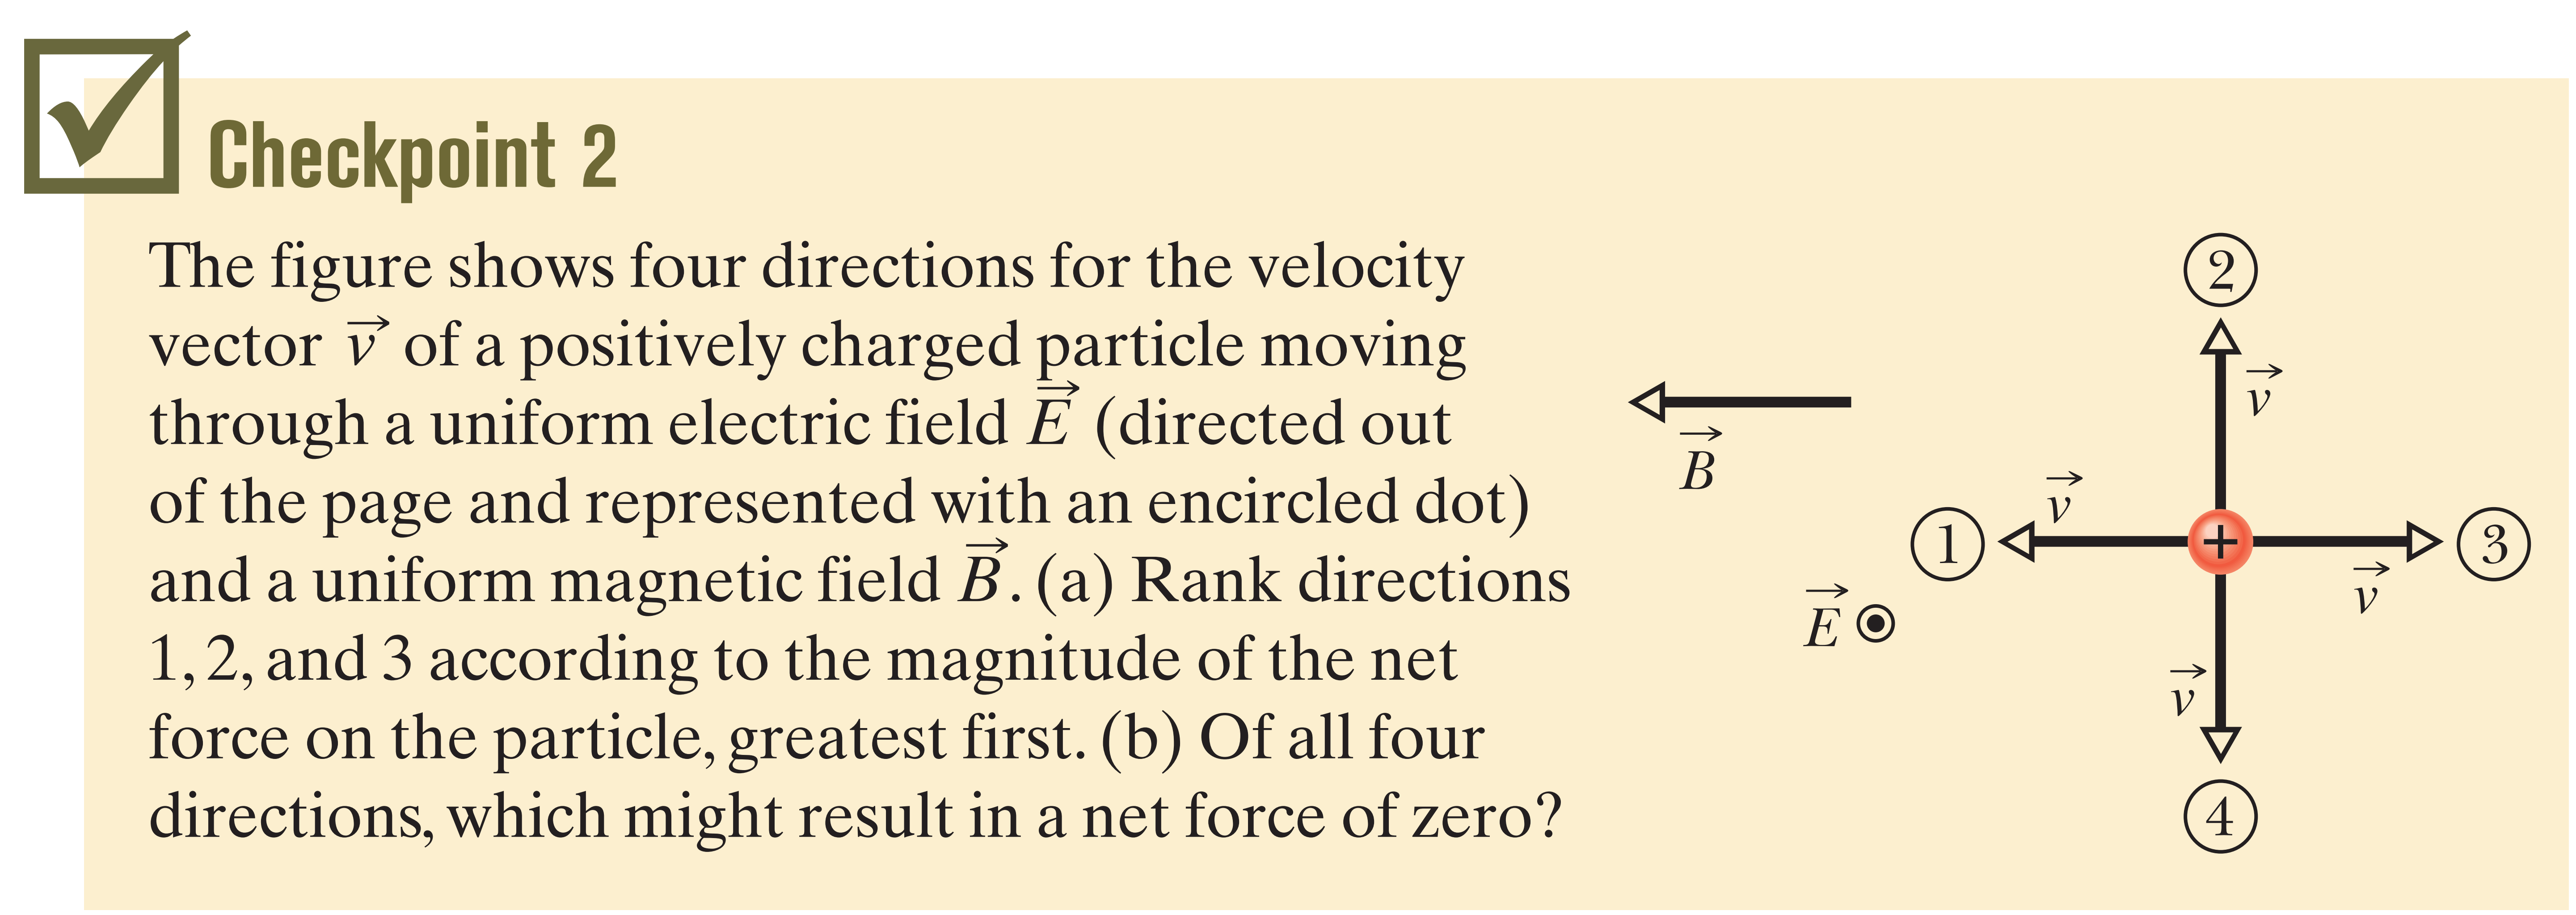 Checkpoint 2
The figure shows four directions for the velocity
vector v⃗ of a positively charged particle moving
through a uniform electric field E⃗ (directed out
of the page and represented with an encircled dot)
and a uniform magnetic field B⃗. (a) Rank directions
1, 2, and 3 according to the magnitude of the net
force on the particle, greatest first. (b) Of all four
directions, which might result in a net force of zero?
B⃗
E⃗
2
v⃗
1
v⃗
+
3
v⃗
v⃗
4